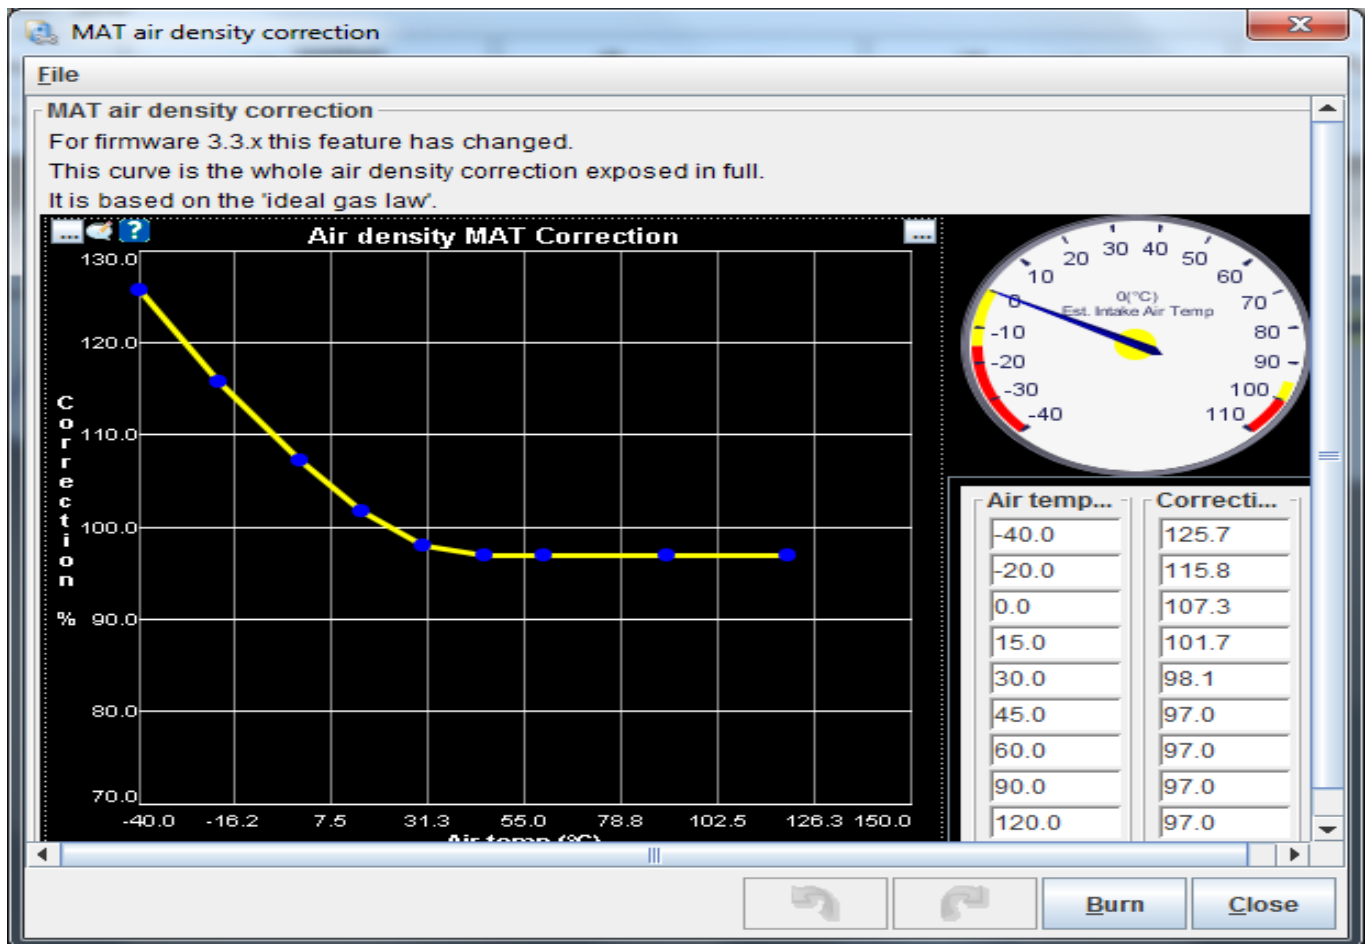 MAT air density correction
File
MAT air density correction
For firmware 3.3.x this feature has changed.
This curve is the whole air density correction exposed in full.
It is based on the 'ideal gas law'.
... ? Air density MAT Correction ...
130.0
120.0
110.0
100.0
90.0
80.0
70.0
Correction %
-40.0 -16.2 7.5 31.3 55.0 78.8 102.5 126.3 150.0
Air temp (°C)
0(°C)
Est. Intake Air Temp
-40
-30
-20
-10
0
10
20
30
40
50
60
70
80
90
100
110
Air temp... Correcti...
-40.0 125.7
-20.0 115.8
0.0 107.3
15.0 101.7
30.0 98.1
45.0 97.0
60.0 97.0
90.0 97.0
120.0 97.0
Burn Close